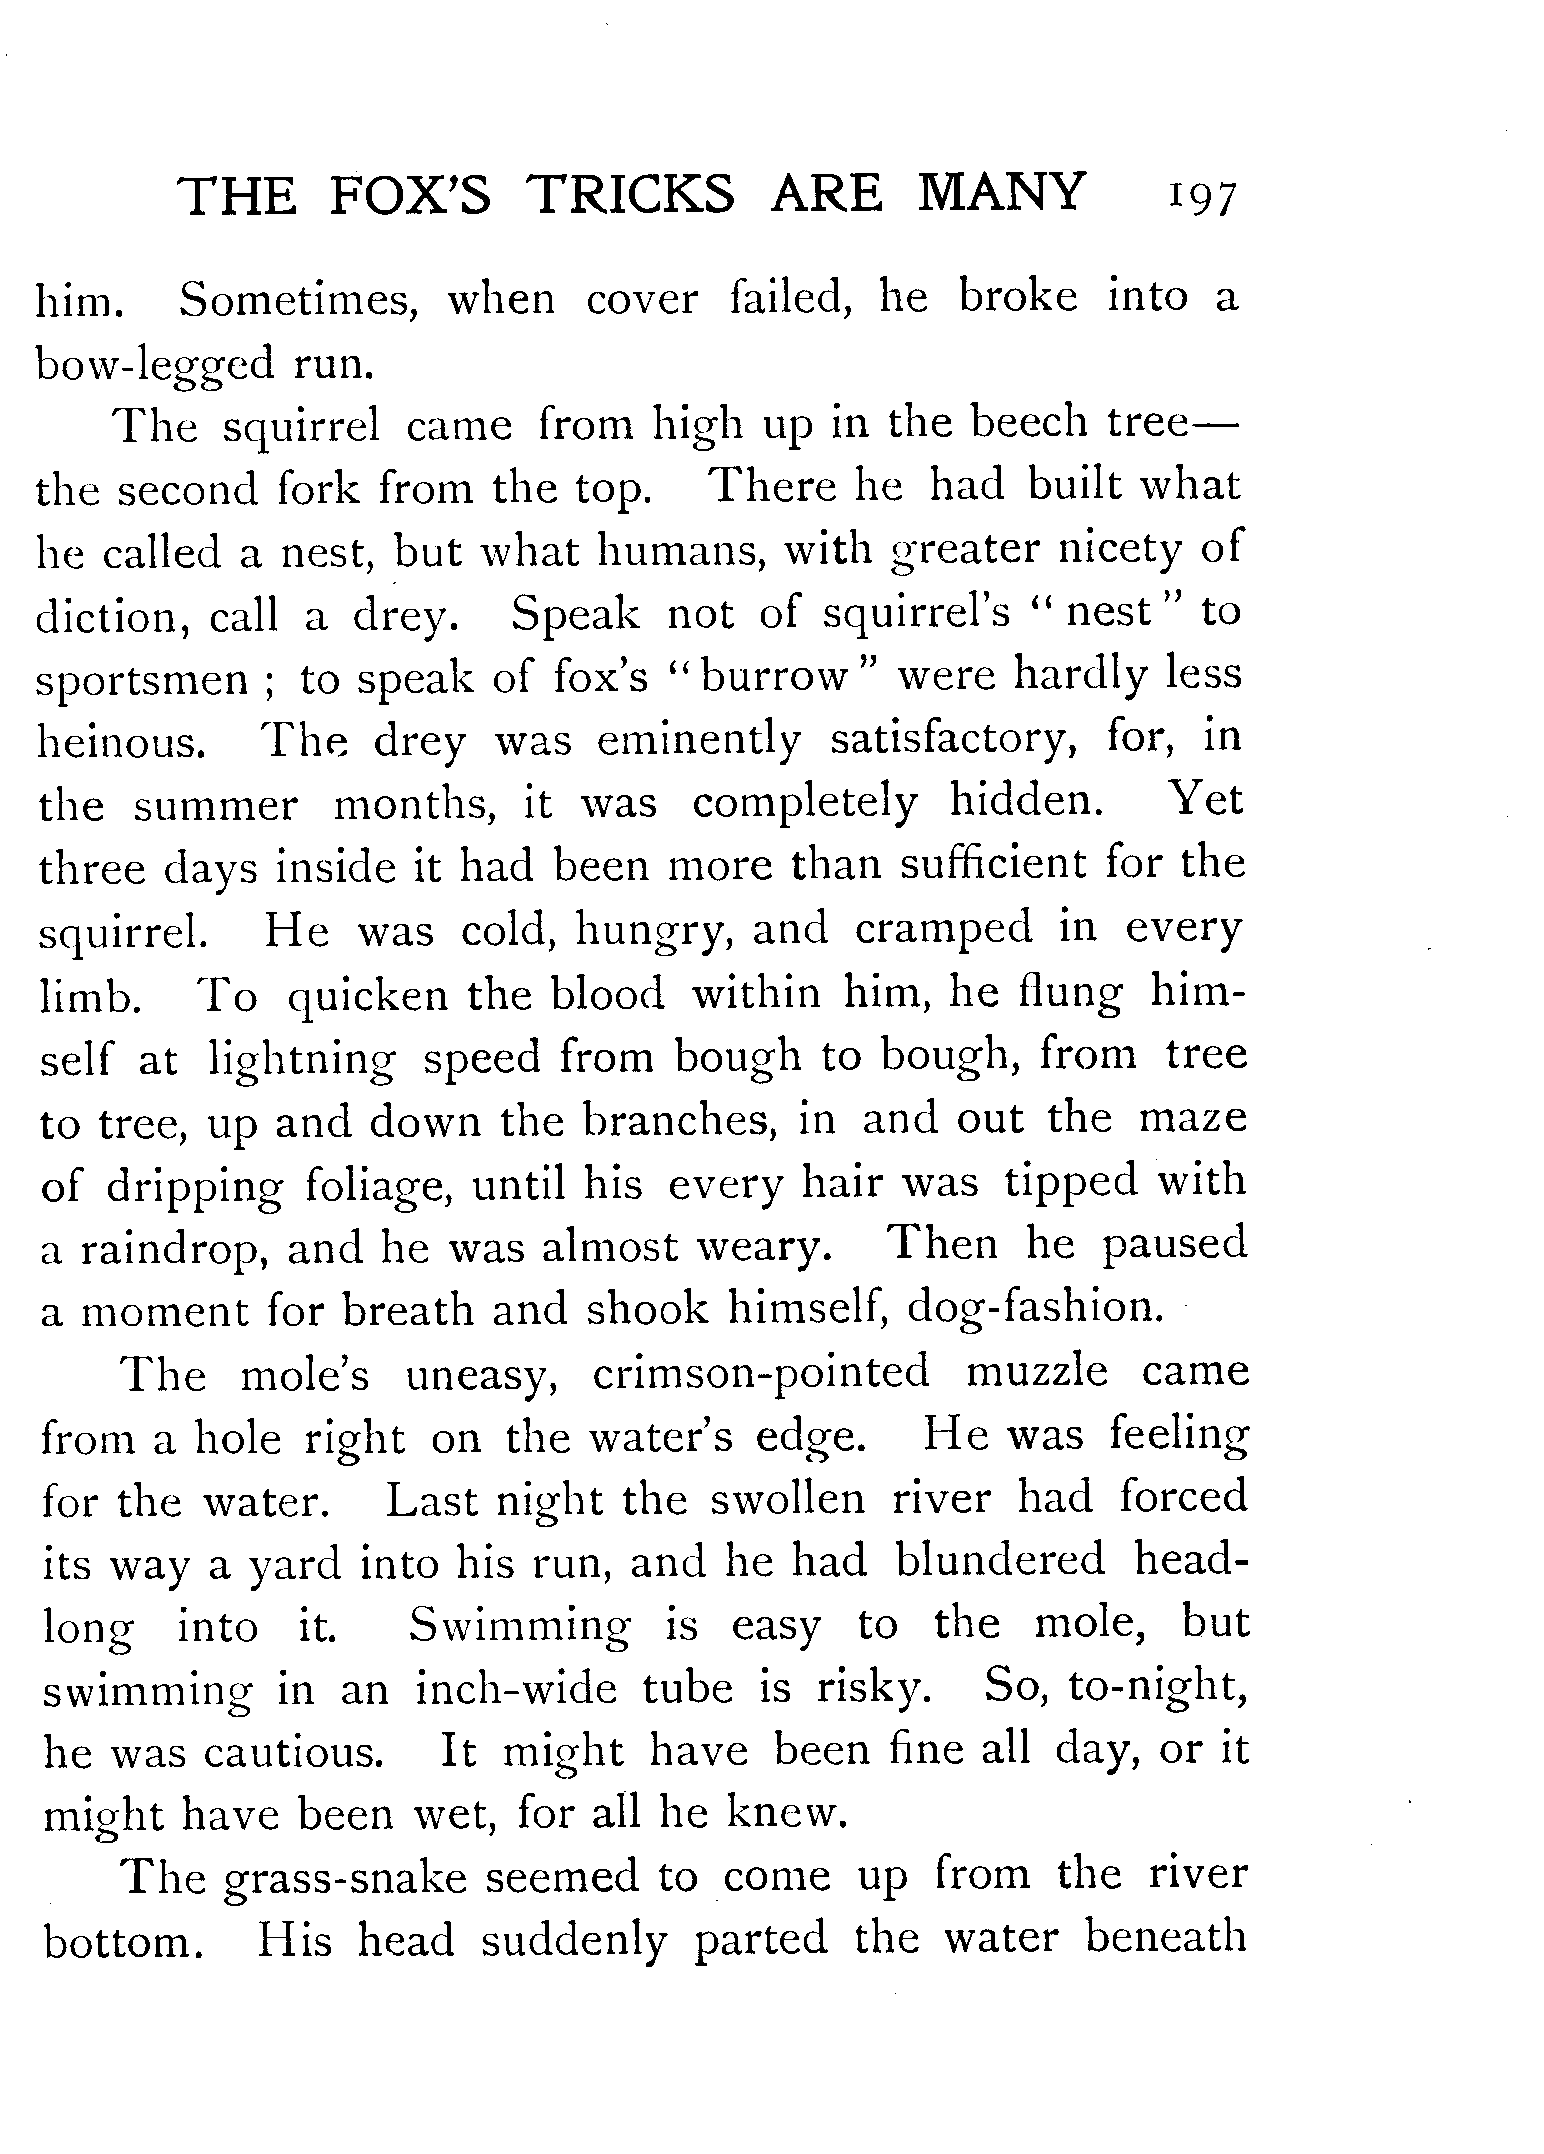 THE FOX'S TRICKS ARE MANY 197
him. Sometimes, when cover failed, he broke into a
bow-legged run.
The squirrel came from high up in the beech tree—
the second fork from the top. There he had built what
he called a nest, but what humans, with greater nicety of
diction, call a drey. Speak not of squirrel's " nest " to
sportsmen ; to speak of fox's " burrow " were hardly less
heinous. The drey was eminently satisfactory, for, in
the summer months, it was completely hidden. Yet
three days inside it had been more than sufficient for the
squirrel. He was cold, hungry, and cramped in every
limb. To quicken the blood within him, he flung him-
self at lightning speed from bough to bough, from tree
to tree, up and down the branches, in and out the maze
of dripping foliage, until his every hair was tipped with
a raindrop, and he was almost weary. Then he paused
a moment for breath and shook himself, dog-fashion.
The mole's uneasy, crimson-pointed muzzle came
from a hole right on the water's edge. He was feeling
for the water. Last night the swollen river had forced
its way a yard into his run, and he had blundered head-
long into it. Swimming is easy to the mole, but
swimming in an inch-wide tube is risky. So, to-night,
he was cautious. It might have been fine all day, or it
might have been wet, for all he knew.
The grass-snake seemed to come up from the river
bottom. His head suddenly parted the water beneath